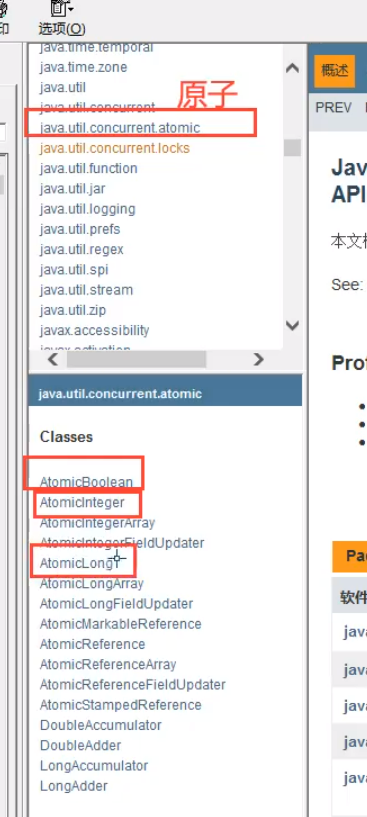 印
选项(O)
java.time.temporal
java.time.zone
java.util
java.util.concurrent
原子
java.util.concurrent.atomic
java.util.concurrent.locks
java.util.function
java.util.jar
java.util.logging
java.util.prefs
java.util.regex
java.util.spi
java.util.stream
java.util.zip
javax.accessibility
javax.activation
java.util.concurrent.atomic
Classes
AtomicBoolean
AtomicInteger
AtomicIntegerArray
AtomicIntegerFieldUpdater
AtomicLong
AtomicLongArray
AtomicLongFieldUpdater
AtomicMarkableReference
AtomicReference
AtomicReferenceArray
AtomicReferenceFieldUpdater
AtomicStampedReference
DoubleAccumulator
DoubleAdder
LongAccumulator
LongAdder
概述
PREV
Jav
API
本文
See:
Prof
Pa
软件
java
java
java
java
java